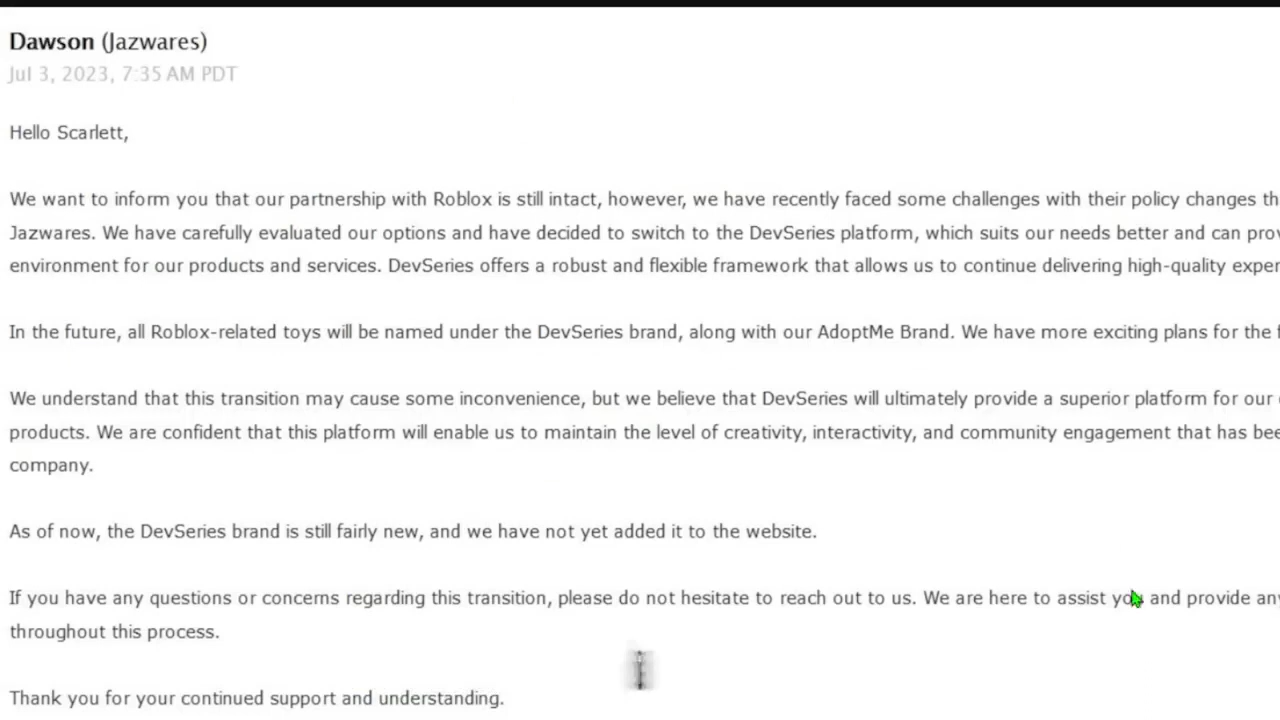 Dawson (Jazwares)
Jul 3, 2023, 7:35 AM PDT
Hello Scarlett,
We want to inform you that our partnership with Roblox is still intact, however, we have recently faced some challenges with their policy changes
Jazwares. We have carefully evaluated our options and have decided to switch to the DevSeries platform, which suits our needs better and can
environment for our products and services. DevSeries offers a robust and flexible framework that allows us to continue delivering high-quality
In the future, all Roblox-related toys will be named under the DevSeries brand, along with our AdoptMe Brand. We have more exciting plans for the
We understand that this transition may cause some inconvenience, but we believe that DevSeries will ultimately provide a superior platform for our
products. We are confident that this platform will enable us to maintain the level of creativity, interactivity, and community engagement that has
company.
As of now, the DevSeries brand is still fairly new, and we have not yet added it to the website.
If you have any questions or concerns regarding this transition, please do not hesitate to reach out to us. We are here to assist you and provide
throughout this process.
Thank you for your continued support and understanding.